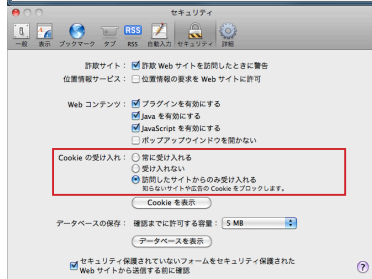 セキュリティ
一般 表示 ブックマーク タブ RSS 自動入力 セキュリティ 詳細
詐欺サイト： 詐欺 Web サイトを訪問したときに警告
位置情報サービス： 位置情報の要求を Web サイトに許可
Web コンテンツ： プラグインを有効にする
Java を有効にする
JavaScript を有効にする
ポップアップウインドウを開かない
Cookie の受け入れ： 常に受け入れる
受け入れない
訪問したサイトからのみ受け入れる
知らないサイトや広告の Cookie をブロックします。
Cookie を表示
データベースの保存： 確認までに許可する容量： 5 MB
データベースを表示
セキュリティ保護されていないフォームをセキュリティ保護された
Web サイトから送信する前に確認
?